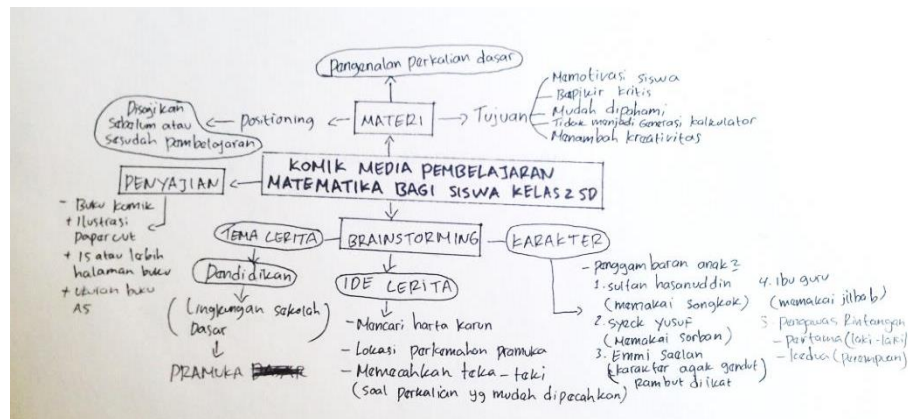 Pengenalan perkalian dasar
Disajikan
sebelum atau
sesudah pembelajaran
positioning
MATERI
Tujuan
Memotivasi siswa
Berpikir kritis
Mudah dipahami
Tidak menjadi Generasi kalkulator
Menambah kreativitas
KOMIK MEDIA PEMBELAJARAN
MATEMATIKA BAGI SISWA KELAS 2 SD
PENYAJIAN
- Buku komik
+ Ilustrasi
papercut
+ 15 atau lebih
halaman buku
+ Ukuran buku
A5
TEMA CERITA
BRAINSTORMING
KARAKTER
Pendidikan
(Lingkungan sekolah
Dasar)
PRAMUKA
IDE CERITA
- Mencari harta karun
- Lokasi perkemahan pramuka
- Memecahkan teka-teki
(soal perkalian yg mudah dipecahkan)
- penggambaran anak2
1. sultan hasanuddin
(memakai songkok)
2. syeck yusuf
(Memakai sorban)
3. Emmi Saelan
(karakter agak gendut
rambut diikat)
4. ibu guru
(memakai jilbab)
5 Pengawas Rintangan
- pertama (laki-laki)
- kedua (perempuan)